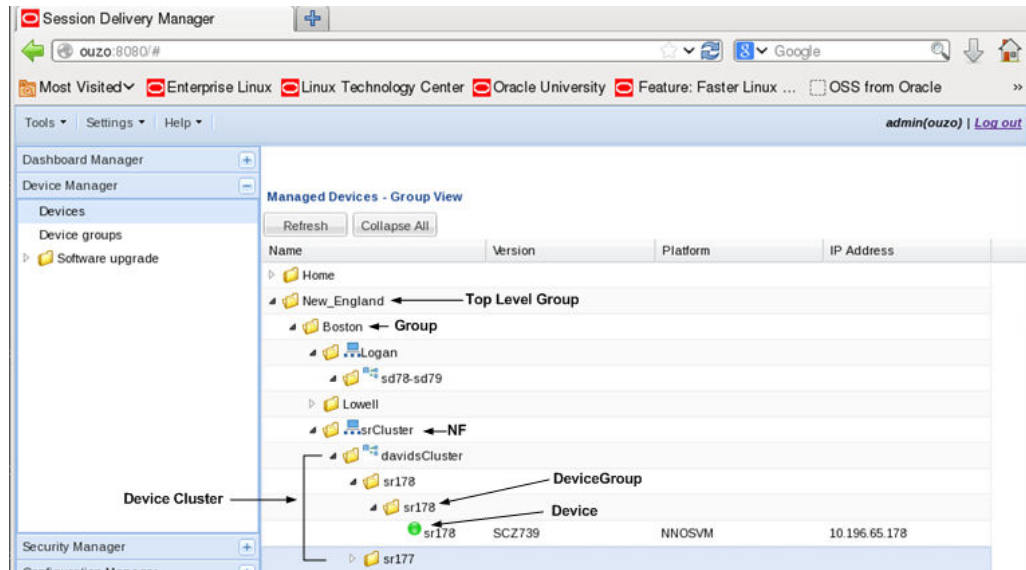 Session Delivery Manager
ouzo:8080/#
Google
Most Visited Enterprise Linux Linux Technology Center Oracle University Feature: Faster Linux ... OSS from Oracle »
Tools Settings Help admin(ouzo) | Log out
Dashboard Manager
Device Manager
Devices
Device groups
Software upgrade
Security Manager
Managed Devices - Group View
Refresh Collapse All
Name Version Platform IP Address
Home
New_England Top Level Group
Boston Group
Logan
sd78-sd79
Lowell
srCluster NF
davidsCluster
sr178 DeviceGroup
Device Cluster sr178
Device
sr178 SCZ739 NNOSVM 10.196.65.178
sr177